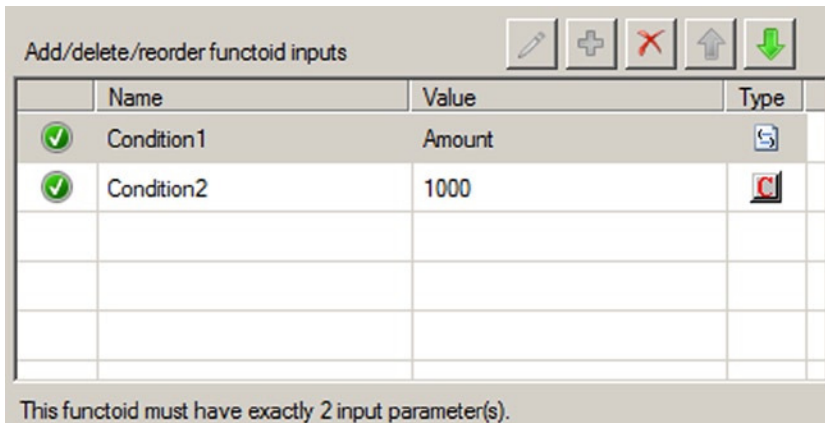 Add/delete/reorder functoid inputs
Name Value Type
Condition1 Amount
Condition2 1000 C
This functoid must have exactly 2 input parameter(s).